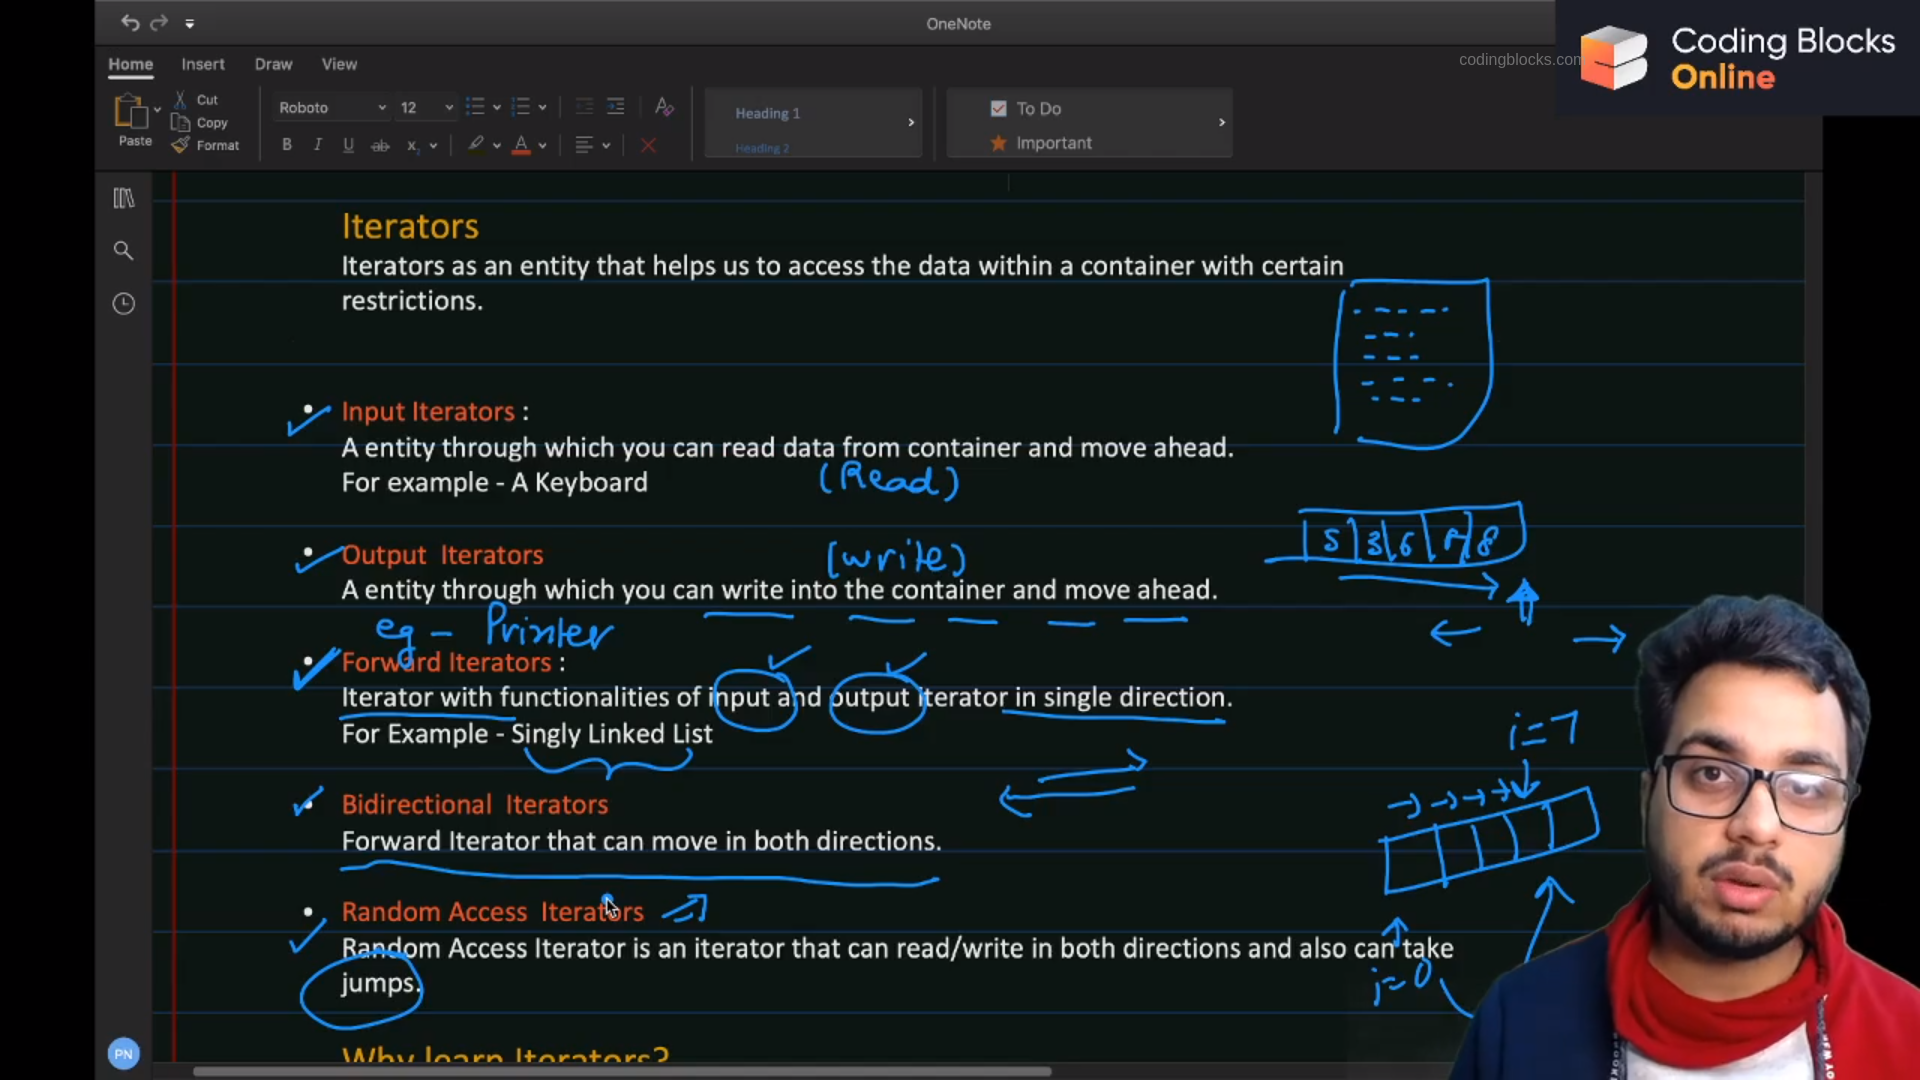 OneNote
codingblocks.com
Coding Blocks
Online
Home Insert Draw View
Paste
Cut
Copy
Format
Roboto 12
B I U ab x
A
Heading 1
Heading 2
To Do
Important
Iterators
Iterators as an entity that helps us to access the data within a container with certain
restrictions.
Input Iterators :
A entity through which you can read data from container and move ahead.
For example - A Keyboard
(Read)
Output Iterators
(write)
A entity through which you can write into the container and move ahead.
eg - Printer
Forward Iterators :
Iterator with functionalities of input and output iterator in single direction.
For Example - Singly Linked List
Bidirectional Iterators
Forward Iterator that can move in both directions.
Random Access Iterators
Random Access Iterator is an iterator that can read/write in both directions and also can take
jumps.
Why learn Iterators?
5 3 6 8
i=7
i=0
PN